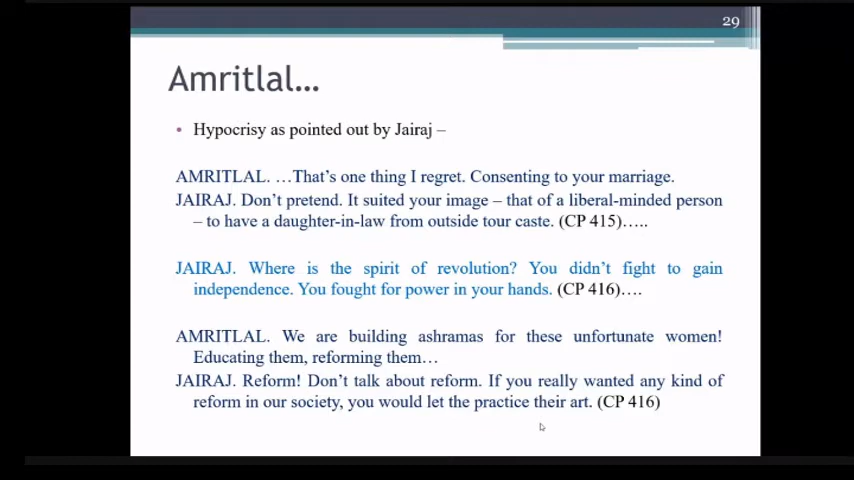 29
Amritlal…
• Hypocrisy as pointed out by Jairaj –
AMRITLAL. …That's one thing I regret. Consenting to your marriage.
JAIRAJ. Don't pretend. It suited your image – that of a liberal-minded person
– to have a daughter-in-law from outside tour caste. (CP 415)…..
JAIRAJ. Where is the spirit of revolution? You didn't fight to gain
independence. You fought for power in your hands. (CP 416)….
AMRITLAL. We are building ashramas for these unfortunate women!
Educating them, reforming them…
JAIRAJ. Reform! Don't talk about reform. If you really wanted any kind of
reform in our society, you would let the practice their art. (CP 416)